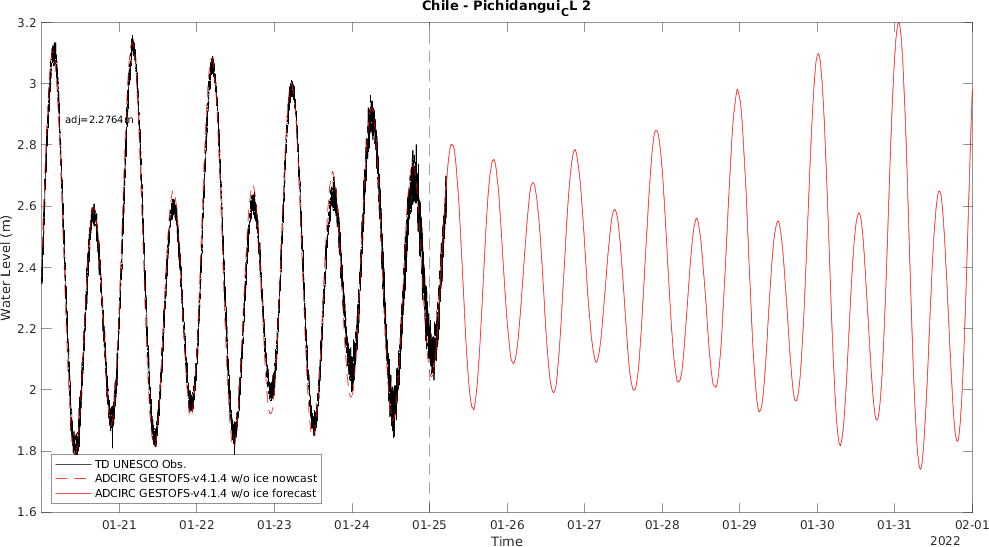 Chile - Pichidangui_CL 2
3.2
3
2.8
2.6
2.4
2.2
2
1.8
1.6
Water Level (m)
adj=2.2764m
TD UNESCO Obs.
ADCIRC GESTOFS-v4.1.4 w/o ice nowcast
ADCIRC GESTOFS-v4.1.4 w/o ice forecast
01-21 01-22 01-23 01-24 01-25 01-26 01-27 01-28 01-29 01-30 01-31 02-01
Time
2022